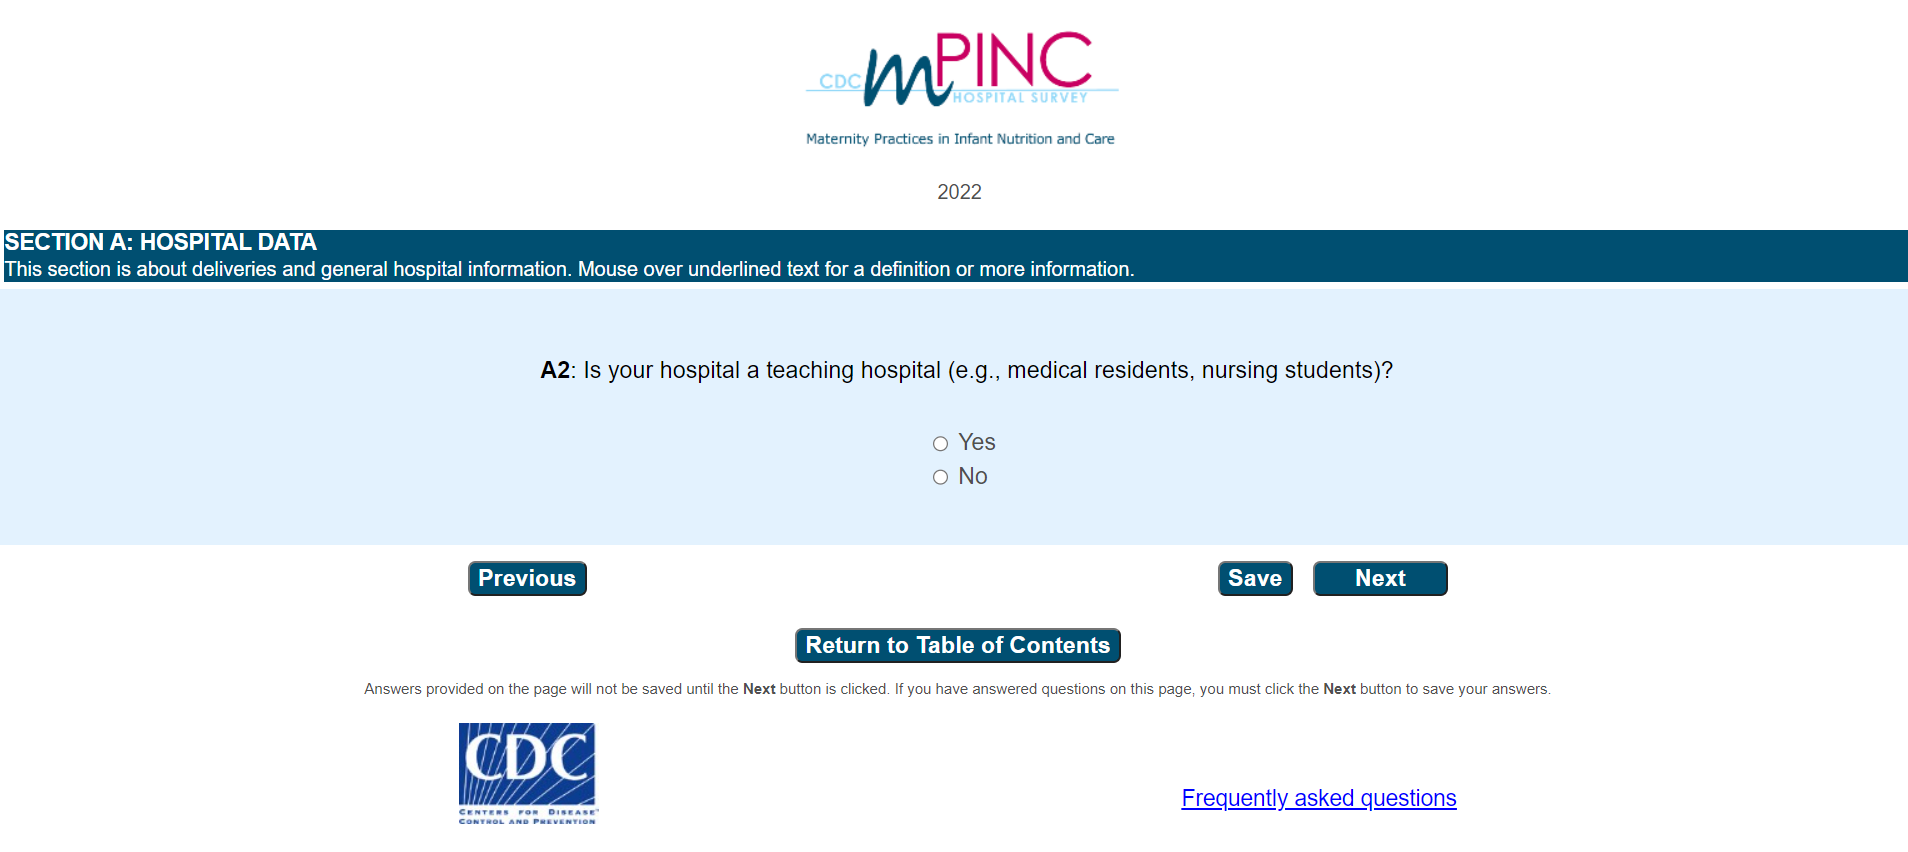 CDC mPINC
HOSPITAL SURVEY
Maternity Practices in Infant Nutrition and Care
2022
SECTION A: HOSPITAL DATA
This section is about deliveries and general hospital information. Mouse over underlined text for a definition or more information.
A2: Is your hospital a teaching hospital (e.g., medical residents, nursing students)?
Yes
No
Previous
Save
Next
Return to Table of Contents
Answers provided on the page will not be saved until the Next button is clicked. If you have answered questions on this page, you must click the Next button to save your answers.
CDC
CENTERS FOR DISEASE
CONTROL AND PREVENTION
Frequently asked questions